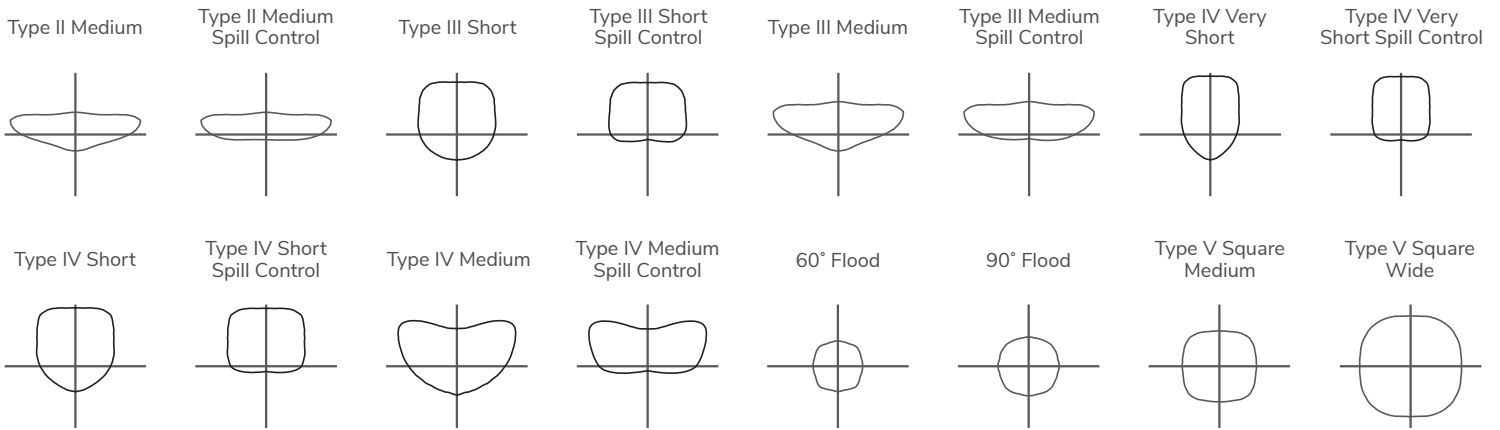 Type II Medium
Type II Medium
Spill Control
Type III Short
Type III Short
Spill Control
Type III Medium
Type III Medium
Spill Control
Type IV Very
Short
Type IV Very
Short Spill Control
Type IV Short
Type IV Short
Spill Control
Type IV Medium
Type IV Medium
Spill Control
60° Flood
90° Flood
Type V Square
Medium
Type V Square
Wide